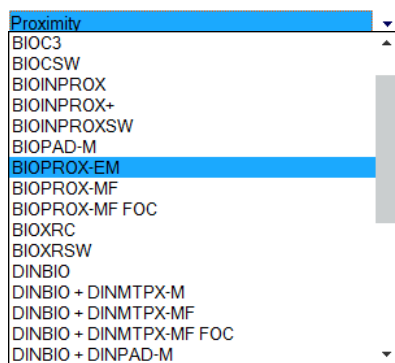 Proximity
BIOC3
BIOCSW
BIOINPROX
BIOINPROX+
BIOINPROXSW
BIOPAD-M
BIOPROX-EM
BIOPROX-MF
BIOPROX-MF FOC
BIOXRC
BIOXRSW
DINBIO
DINBIO + DINMTPX-M
DINBIO + DINMTPX-MF
DINBIO + DINMTPX-MF FOC
DINBIO + DINPAD-M